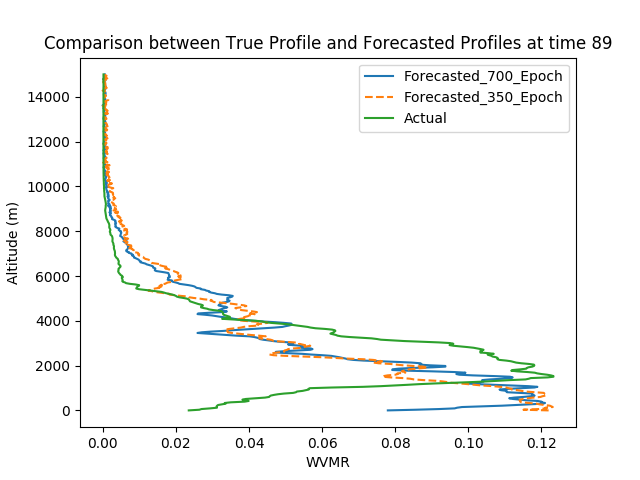 Comparison between True Profile and Forecasted Profiles at time 89
Forecasted_700_Epoch
Forecasted_350_Epoch
Actual
Altitude (m)
14000
12000
10000
8000
6000
4000
2000
0
0.00 0.02 0.04 0.06 0.08 0.10 0.12
WVMR